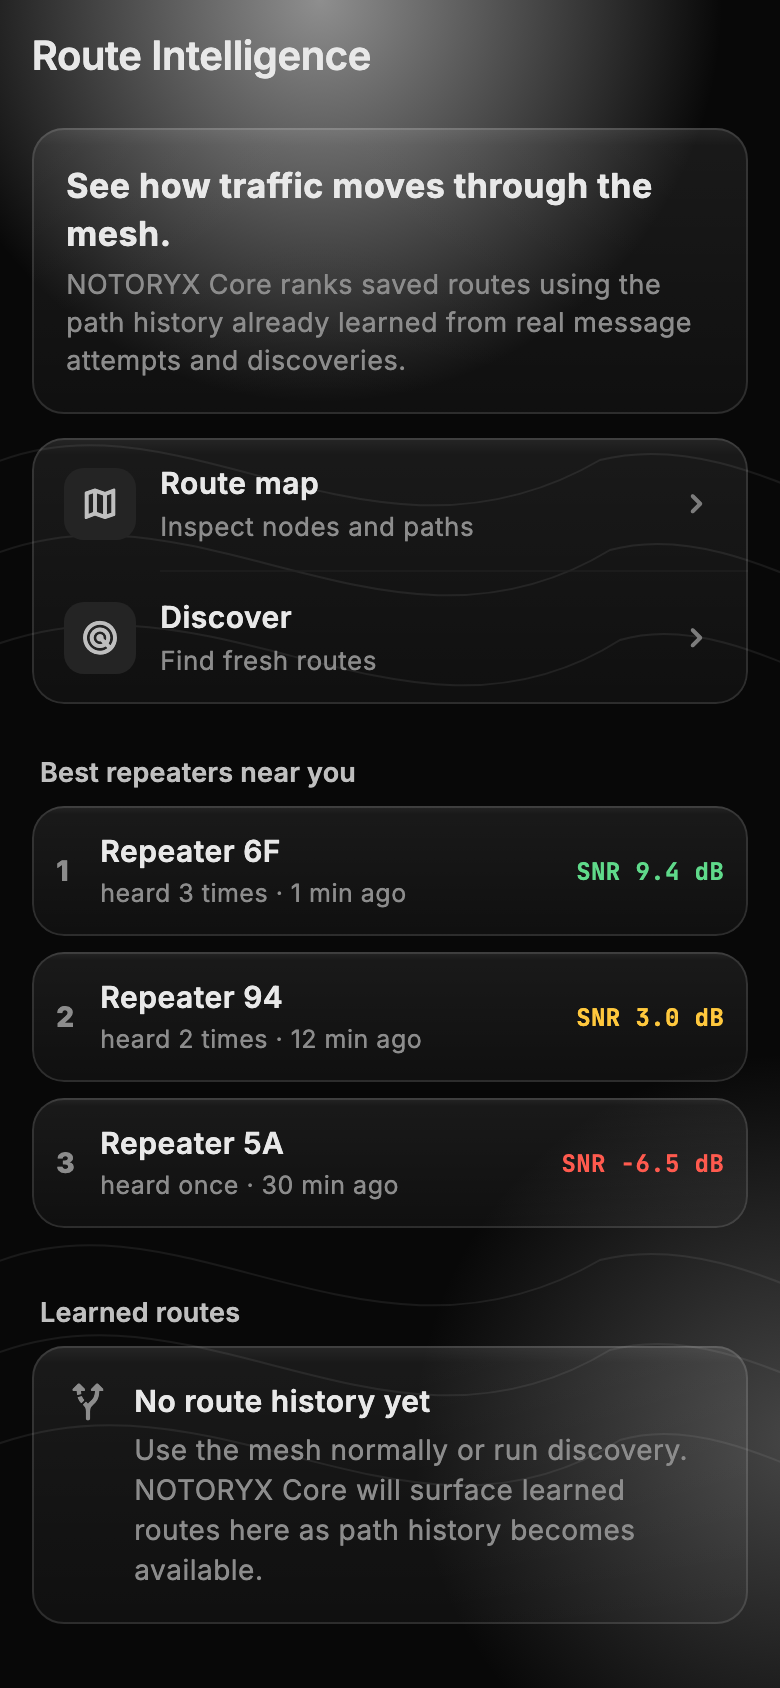 Route Intelligence
See how traffic moves through the
mesh.
NOTORYX Core ranks saved routes using the
path history already learned from real message
attempts and discoveries.
Route map
Inspect nodes and paths
Discover
Find fresh routes
Best repeaters near you
1
Repeater 6F
heard 3 times · 1 min ago
SNR 9.4 dB
2
Repeater 94
heard 2 times · 12 min ago
SNR 3.0 dB
3
Repeater 5A
heard once · 30 min ago
SNR -6.5 dB
Learned routes
No route history yet
Use the mesh normally or run discovery.
NOTORYX Core will surface learned
routes here as path history becomes
available.